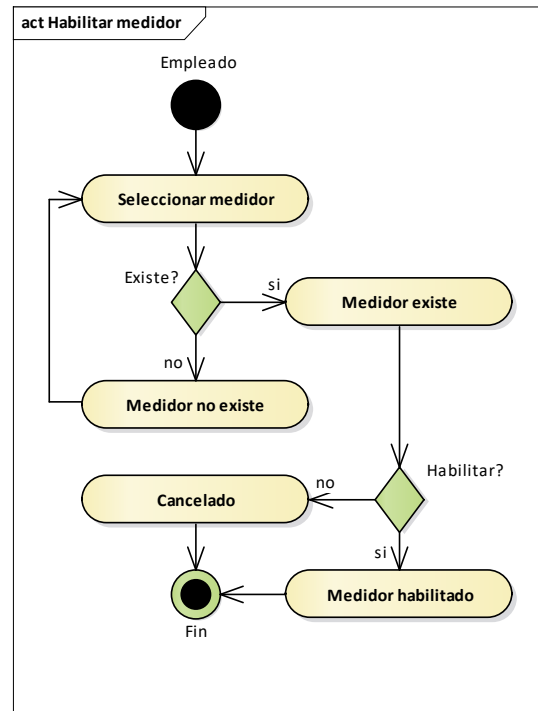 act Habilitar medidor
Empleado
Seleccionar medidor
Existe?
si
Medidor existe
no
Medidor no existe
Habilitar?
no
Cancelado
si
Medidor habilitado
Fin